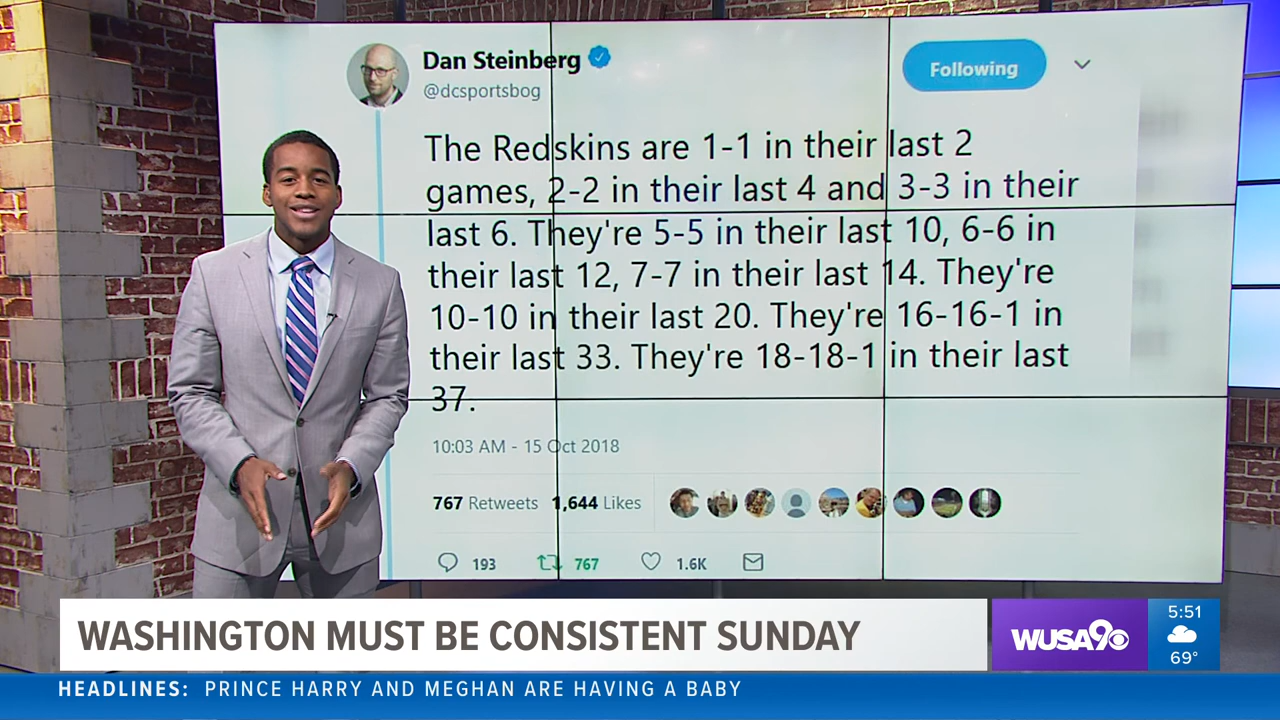 Dan Steinberg
@dcsportsbog
Following
The Redskins are 1-1 in their last 2
games, 2-2 in their last 4 and 3-3 in their
last 6. They're 5-5 in their last 10, 6-6 in
their last 12, 7-7 in their last 14. They're
10-10 in their last 20. They're 16-16-1 in
their last 33. They're 18-18-1 in their last
37.
10:03 AM - 15 Oct 2018
767 Retweets 1,644 Likes
193 767 1.6K
WASHINGTON MUST BE CONSISTENT SUNDAY
WUSA9
5:51
69°
HEADLINES: PRINCE HARRY AND MEGHAN ARE HAVING A BABY